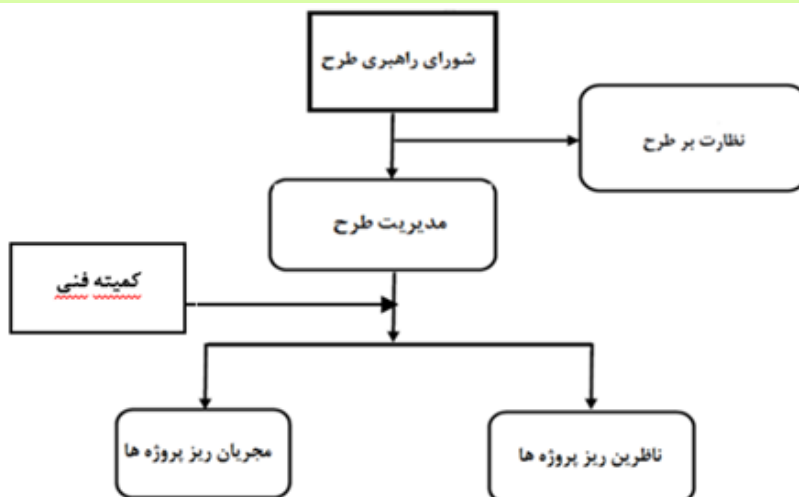 شورای راهبری طرح
نظارت بر طرح
مدیریت طرح
کمیته فنی
مجریان ریز پروژه ها
ناظرین ریز پروژه ها